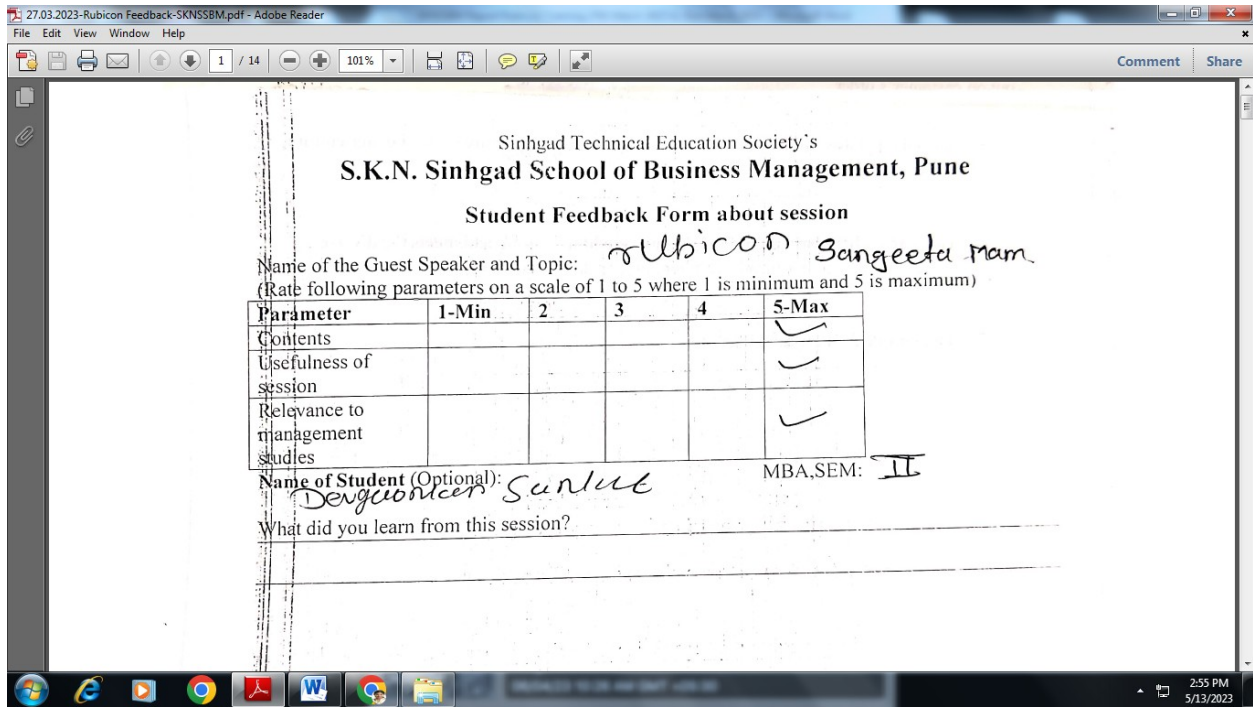 27.03.2023-Rubicon Feedback-SKNSSBM.pdf - Adobe Reader
File Edit View Window Help
1 / 14 101% Comment Share
Sinhgad Technical Education Society`s
S.K.N. Sinhgad School of Business Management, Pune
Student Feedback Form about session
Name of the Guest Speaker and Topic: rubicon Sangeeta Mam.
(Rate following parameters on a scale of 1 to 5 where 1 is minimum and 5 is maximum)
Parameter 1-Min 2 3 4 5-Max
Contents
Usefulness of
session
Relevance to
management
studies
Name of Student (Optional): MBA,SEM: II
What did you learn from this session?
2:55 PM
5/13/2023